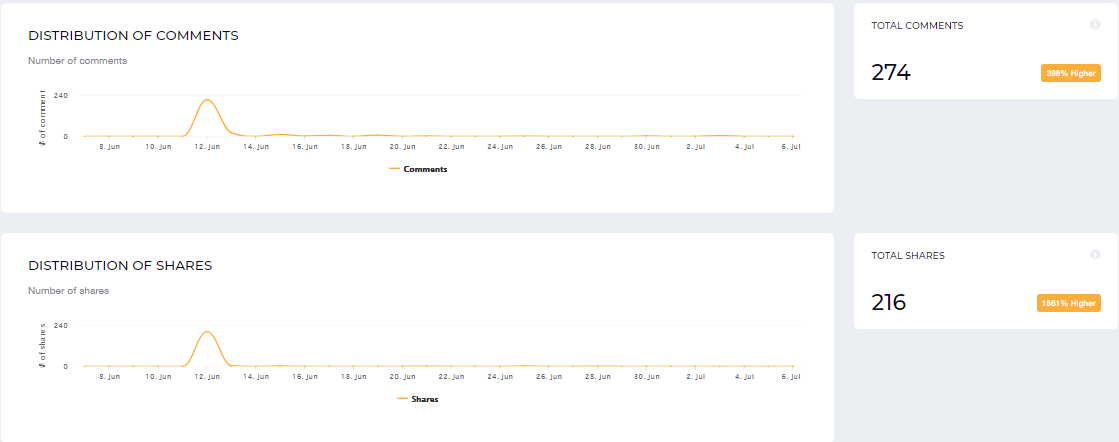 DISTRIBUTION OF COMMENTS
Number of comments
# of comment
240
0
8. Jun 10. Jun 12. Jun 14. Jun 16. Jun 18. Jun 20. Jun 22. Jun 24. Jun 26. Jun 28. Jun 30. Jun 2. Jul 4. Jul 6. Jul
Comments
TOTAL COMMENTS
274
398% Higher
DISTRIBUTION OF SHARES
Number of shares
# of shares
240
0
8. Jun 10. Jun 12. Jun 14. Jun 16. Jun 18. Jun 20. Jun 22. Jun 24. Jun 26. Jun 28. Jun 30. Jun 2. Jul 4. Jul 6. Jul
Shares
TOTAL SHARES
216
1561% Higher